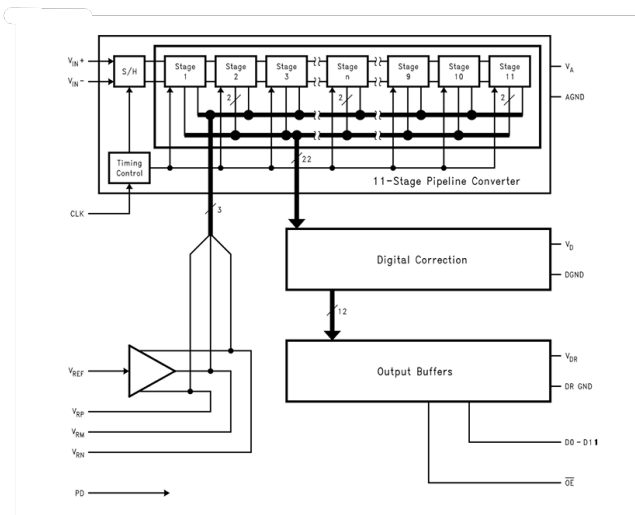 VIN+
VIN−
S/H
Stage 1
Stage 2
Stage 3
Stage n
Stage 9
Stage 10
Stage 11
VA
AGND
2
2
2
Timing Control
22
11-Stage Pipeline Converter
CLK
3
VD
Digital Correction
DGND
12
VREF
VDR
Output Buffers
DR GND
VRP
VRM
VRN
D0-D11
PD
OE